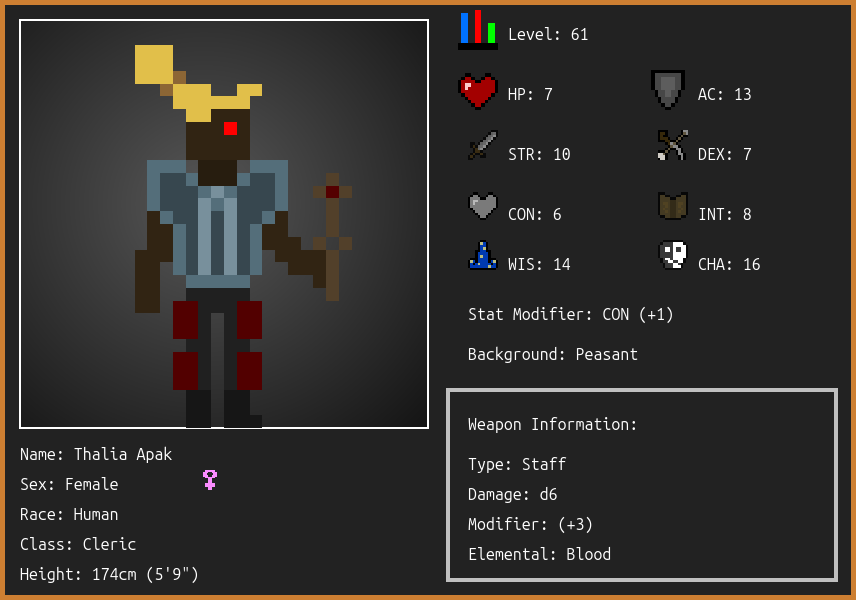 Level: 61
HP: 7
AC: 13
STR: 10
DEX: 7
CON: 6
INT: 8
WIS: 14
CHA: 16
Stat Modifier: CON (+1)
Background: Peasant
Weapon Information:
Type: Staff
Damage: d6
Modifier: (+3)
Elemental: Blood
Name: Thalia Apak
Sex: Female
Race: Human
Class: Cleric
Height: 174cm (5'9")